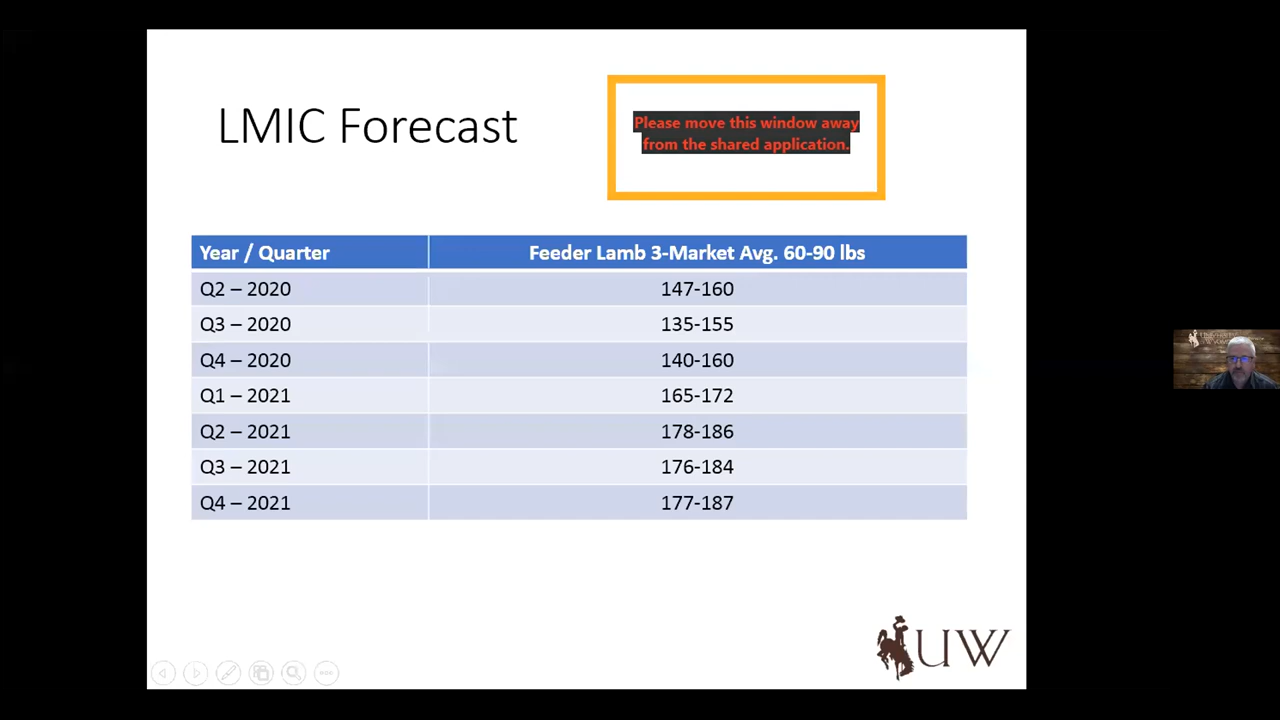 LMIC Forecast
Please move this window away
from the shared application.
Year / Quarter Feeder Lamb 3-Market Avg. 60-90 lbs
Q2 – 2020 147-160
Q3 – 2020 135-155
Q4 – 2020 140-160
Q1 – 2021 165-172
Q2 – 2021 178-186
Q3 – 2021 176-184
Q4 – 2021 177-187
UW